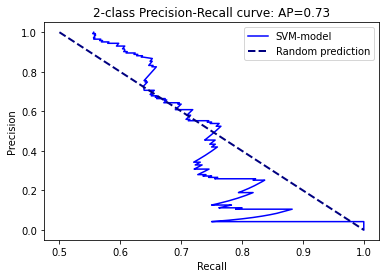 2-class Precision-Recall curve: AP=0.73
SVM-model
Random prediction
Precision
1.0
0.8
0.6
0.4
0.2
0.0
0.5 0.6 0.7 0.8 0.9 1.0
Recall